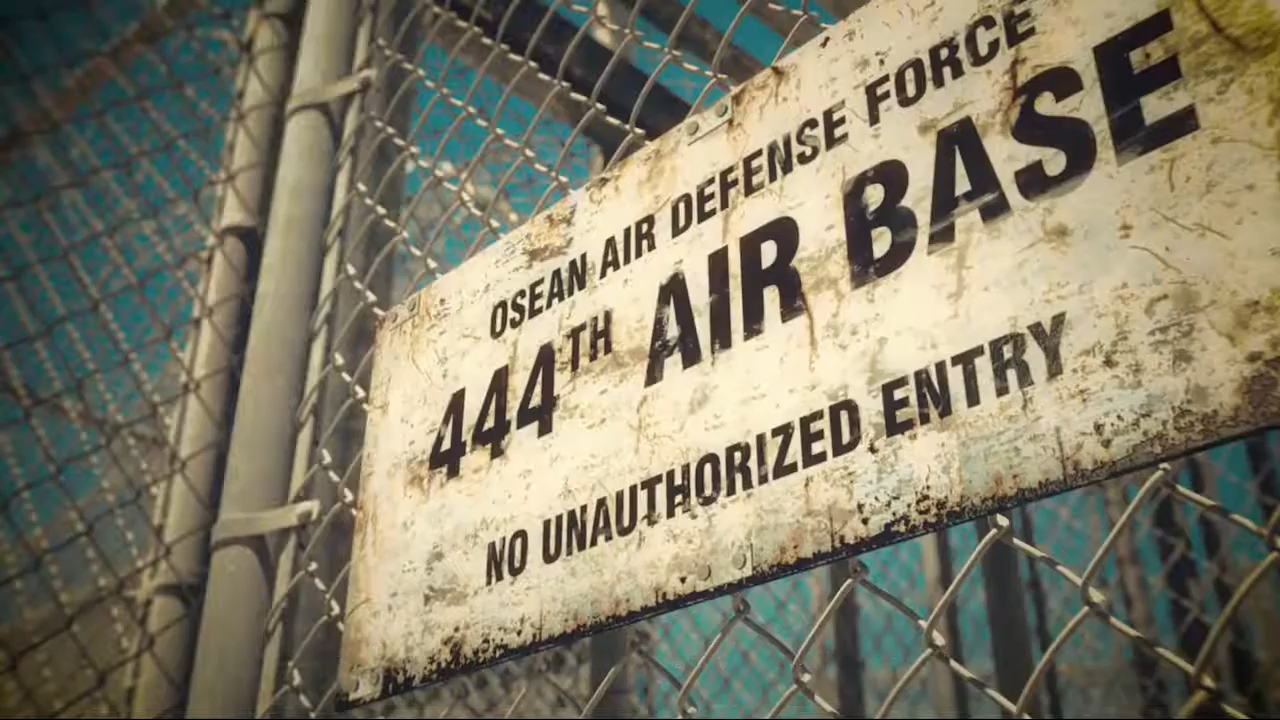 OSEAN AIR DEFENSE FORCE
444TH AIR BASE
NO UNAUTHORIZED ENTRY